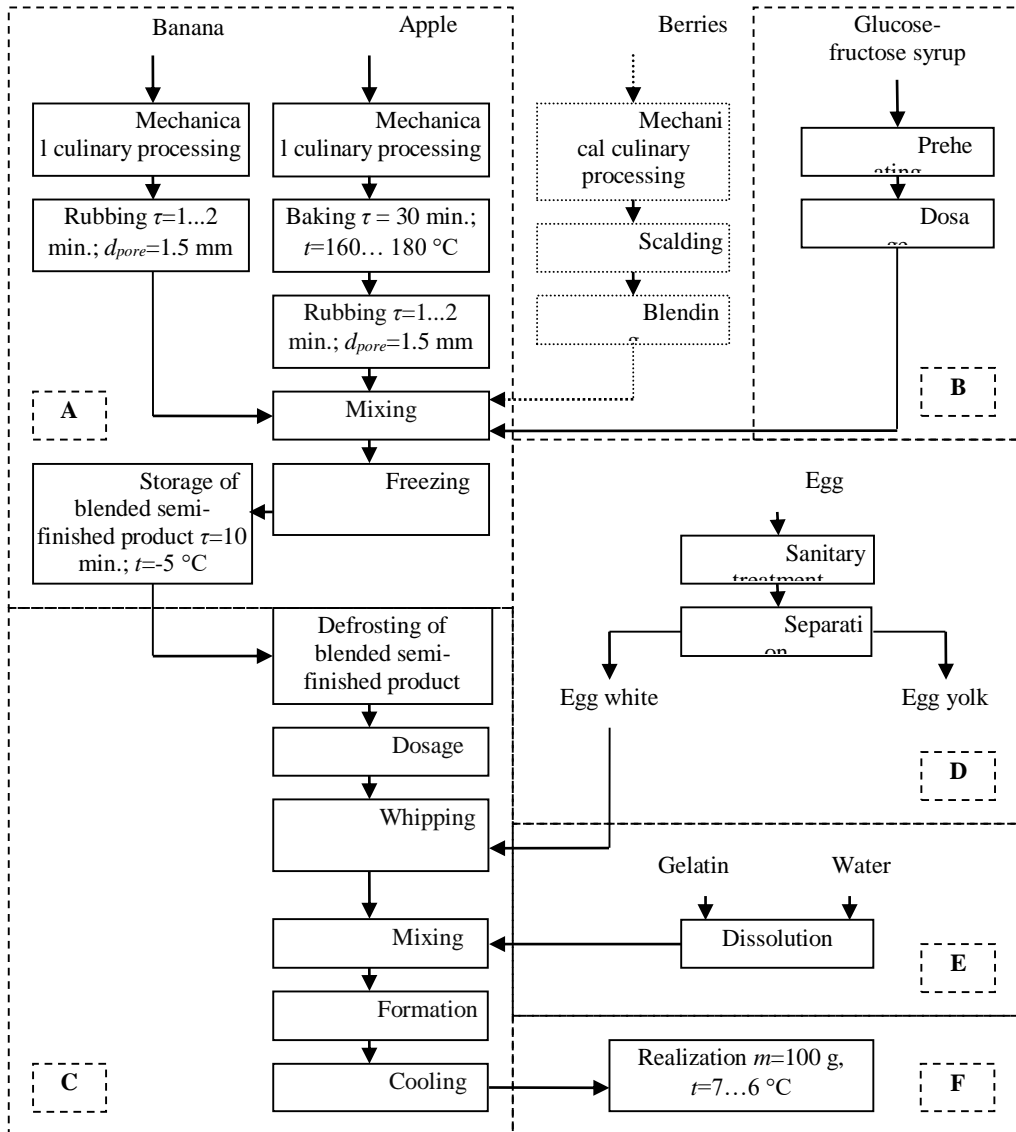 Banana
Apple
Berries
Glucose-
fructose syrup
Mechanica
l culinary processing
Mechanica
l culinary processing
Mechani
cal culinary
processing
Prehe
ating
Rubbing τ=1...2
min.; dpore=1.5 mm
Baking τ = 30 min.;
t=160… 180 °C
Scalding
Dosa
ge
Rubbing τ=1...2
min.; dpore=1.5 mm
Blendin
g
A
Mixing
B
Storage of
blended semi-
finished product τ=10
min.; t=-5 °C
Freezing
Egg
Sanitary
treatment
Separati
on
Defrosting of
blended semi-
finished product
Egg white
Egg yolk
Dosage
D
Whipping
Gelatin
Water
Mixing
Dissolution
E
Formation
C
Cooling
Realization m=100 g,
t=7…6 °C
F